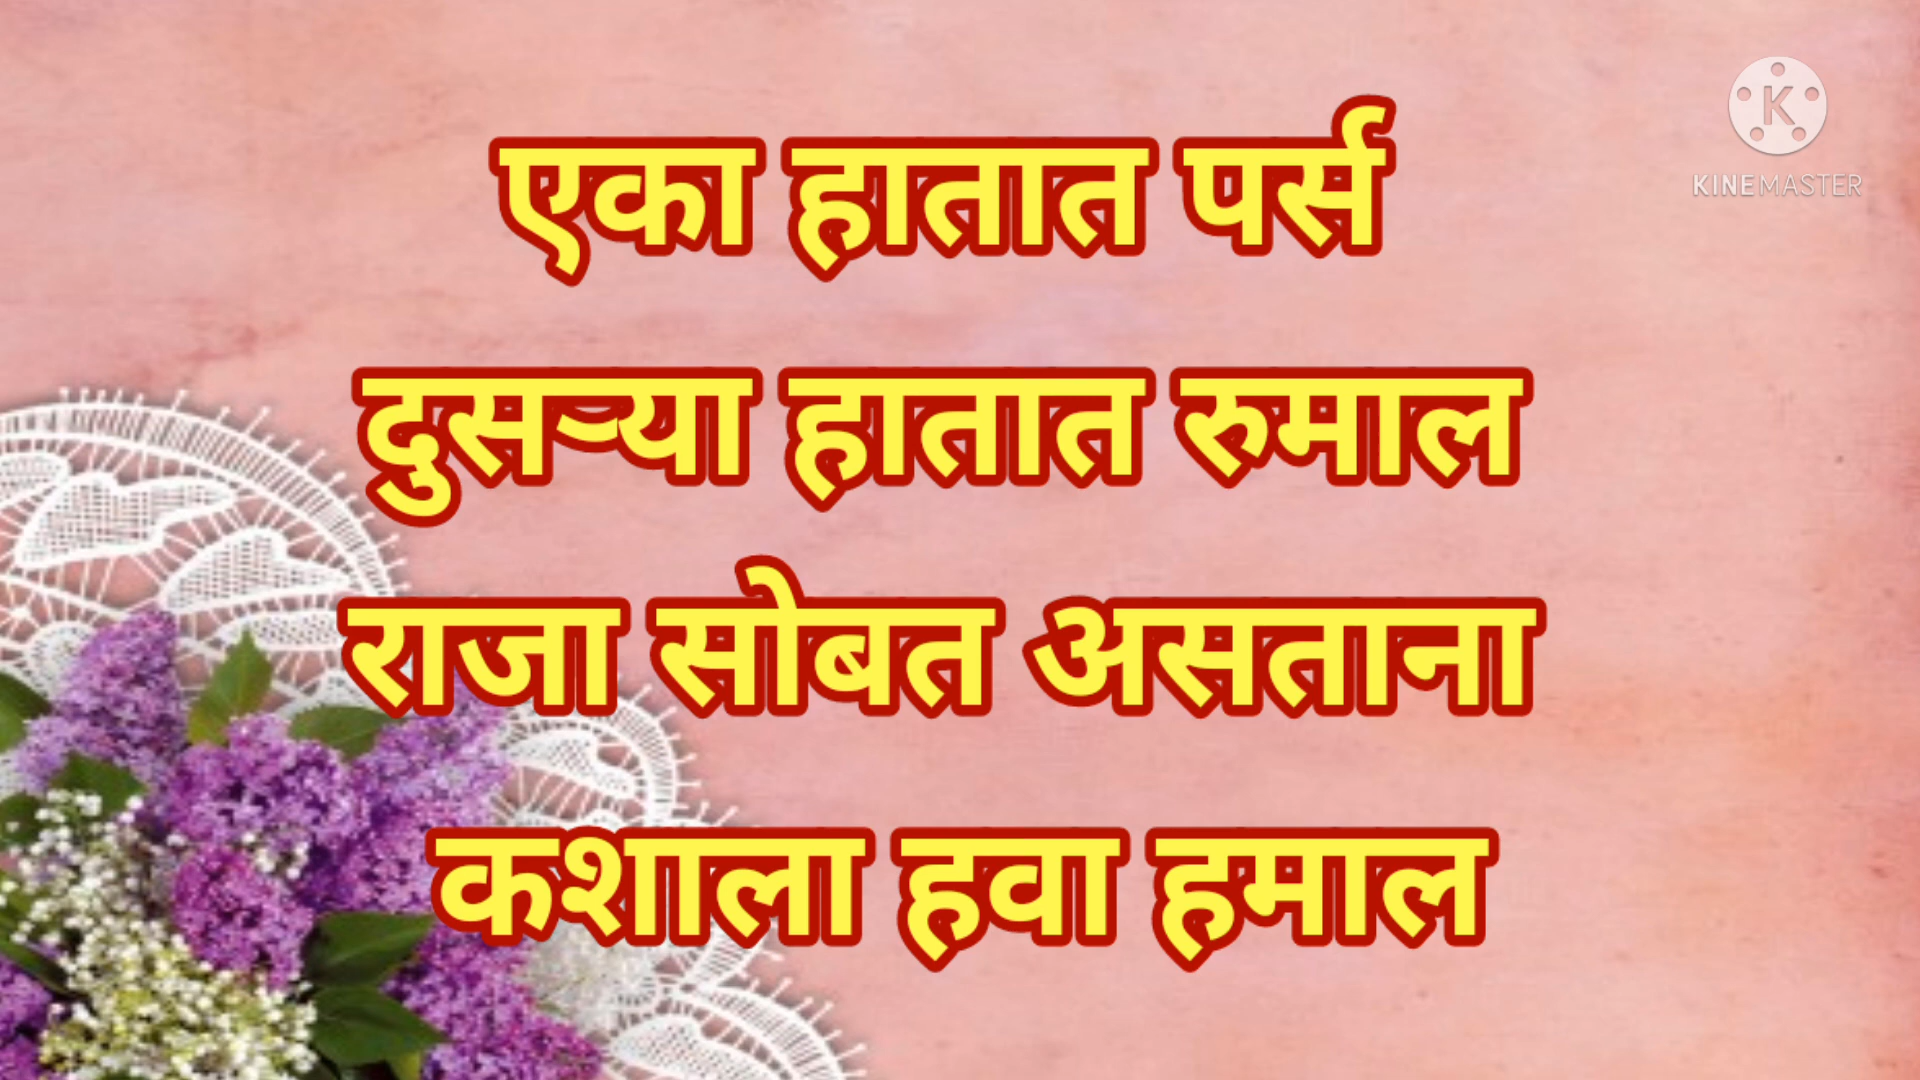 एका हातात पर्स
दुसऱ्या हातात रुमाल
राजा सोबत असताना
कशाला हवा हमाल
K
KINEMASTER